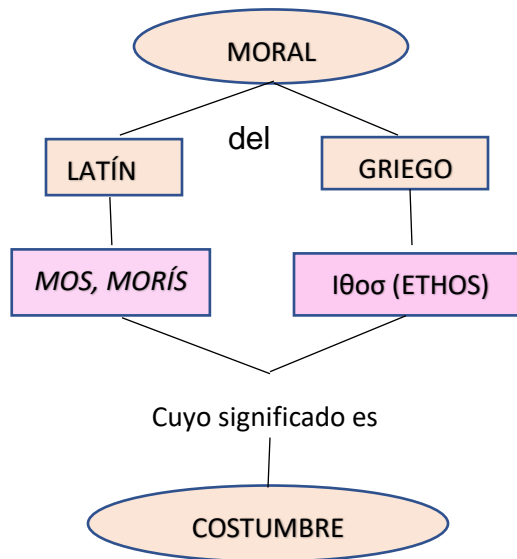 MORAL
del
LATÍN
GRIEGO
MOS, MORÍS
Ιθοσ (ETHOS)
Cuyo significado es
COSTUMBRE